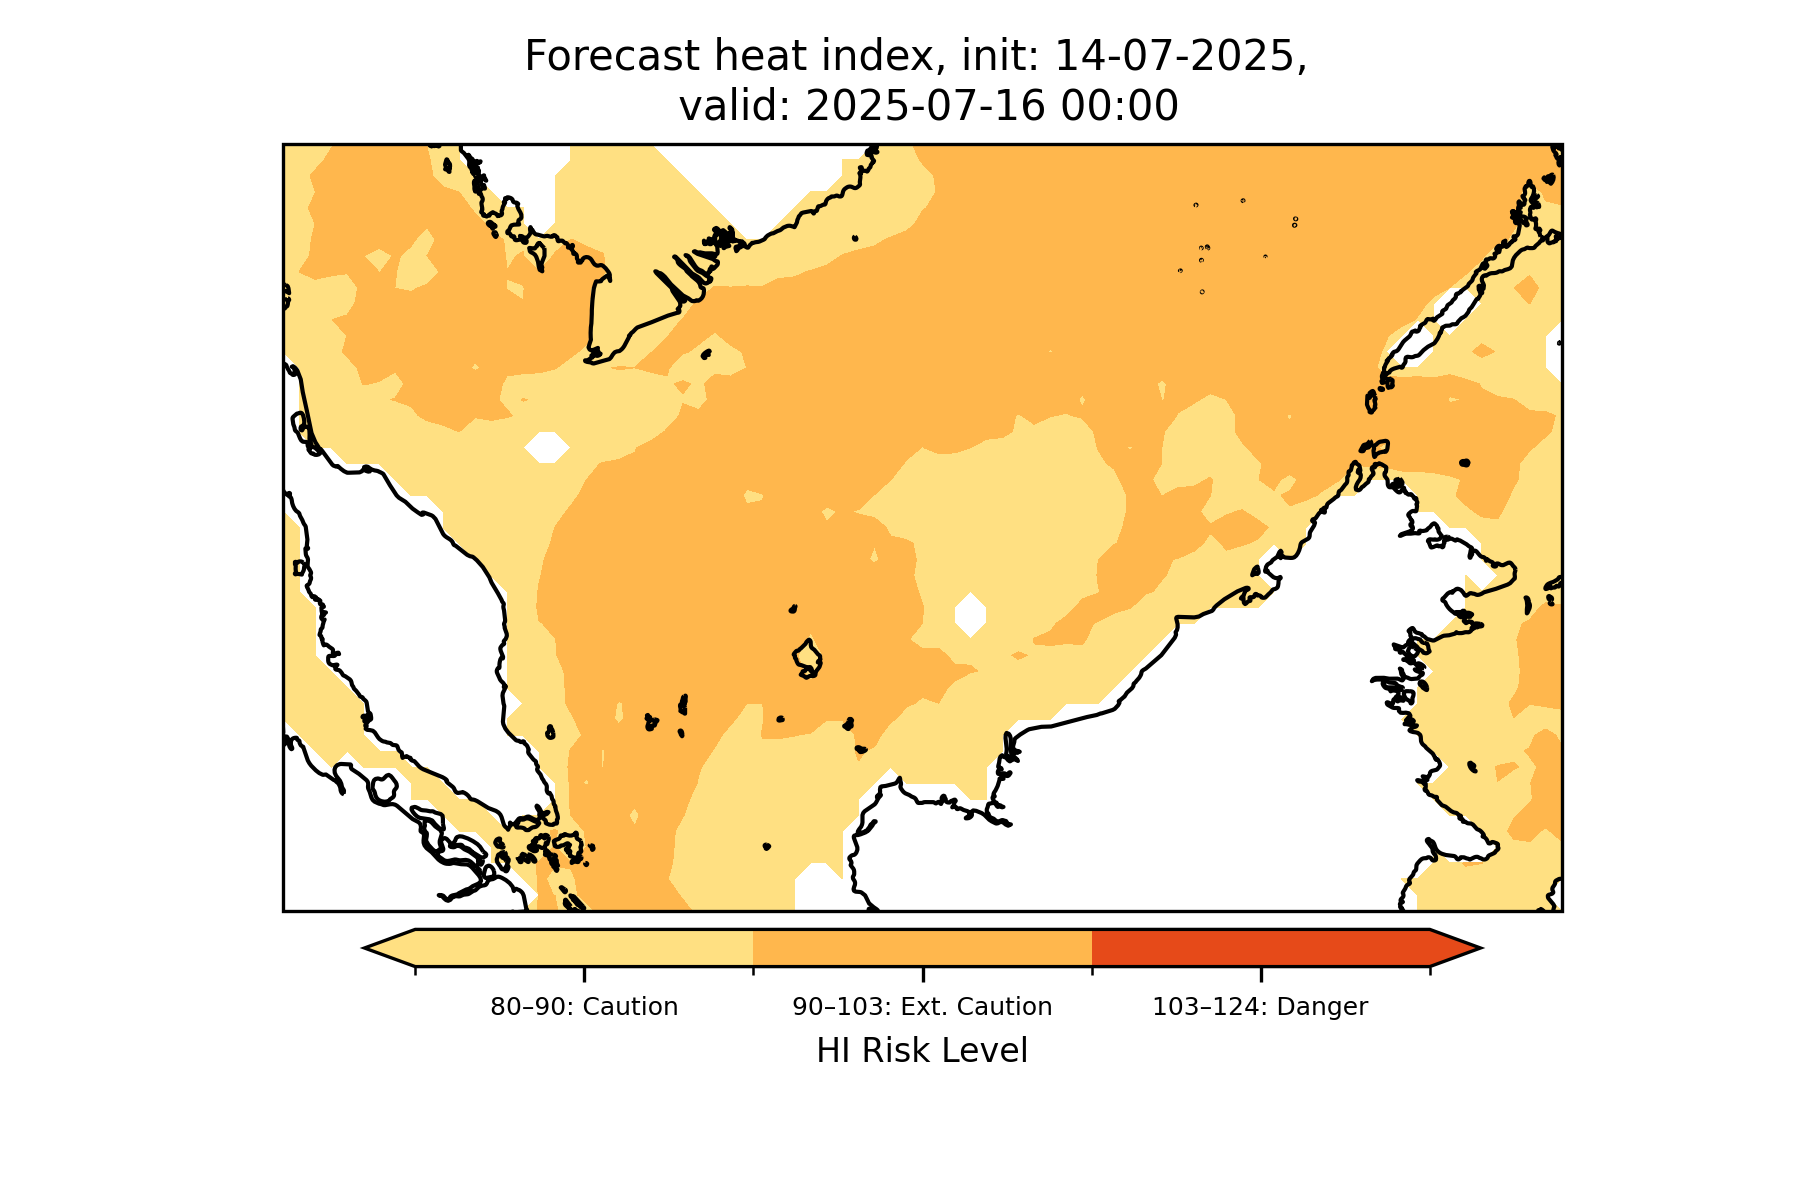 Forecast heat index, init: 14-07-2025,
valid: 2025-07-16 00:00
80–90: Caution
90–103: Ext. Caution
103–124: Danger
HI Risk Level